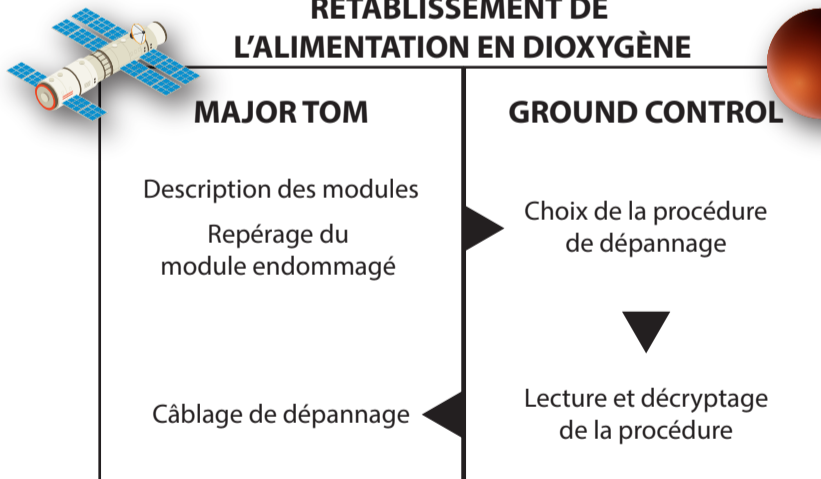 RÉTABLISSEMENT DE
L'ALIMENTATION EN DIOXYGÈNE
MAJOR TOM
Description des modules
Repérage du
module endommagé
GROUND CONTROL
Choix de la procédure
de dépannage
Lecture et décryptage
de la procédure
Câblage de dépannage